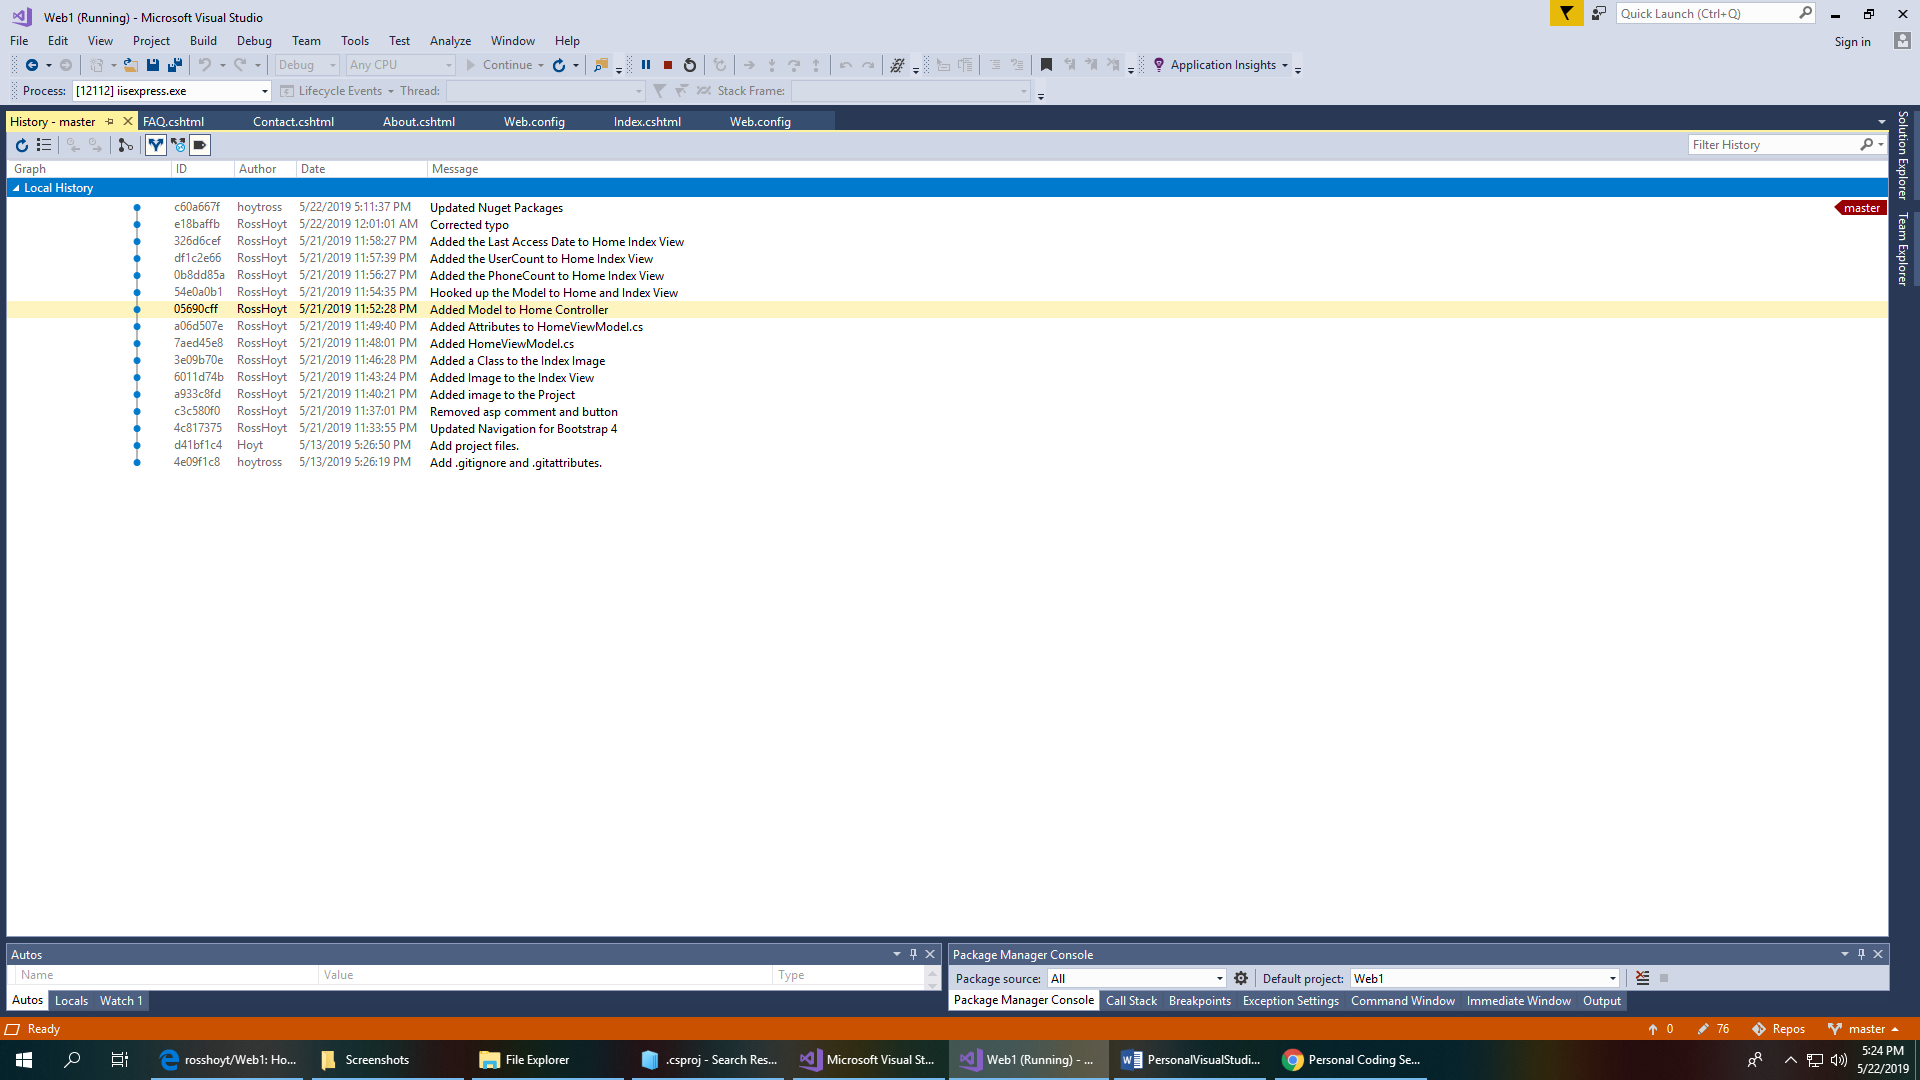 Web1 (Running) - Microsoft Visual Studio
Quick Launch (Ctrl+Q)
File Edit View Project Build Debug Team Tools Test Analyze Window Help
Sign in
Debug Any CPU Continue Application Insights
Process: [12112] iisexpress.exe Lifecycle Events Thread: Stack Frame:
History - master FAQ.cshtml Contact.cshtml About.cshtml Web.config Index.cshtml Web.config
Filter History
Graph ID Author Date Message
Local History
c60a667f hoytross 5/22/2019 5:11:37 PM Updated Nuget Packages master
e18baffb RossHoyt 5/22/2019 12:01:01 AM Corrected typo
326d6cef RossHoyt 5/21/2019 11:58:27 PM Added the Last Access Date to Home Index View
df1c2e66 RossHoyt 5/21/2019 11:57:39 PM Added the UserCount to Home Index View
0b8dd85a RossHoyt 5/21/2019 11:56:27 PM Added the PhoneCount to Home Index View
54e0a0b1 RossHoyt 5/21/2019 11:54:35 PM Hooked up the Model to Home and Index View
05690cff RossHoyt 5/21/2019 11:52:28 PM Added Model to Home Controller
a06d507e RossHoyt 5/21/2019 11:49:40 PM Added Attributes to HomeViewModel.cs
7aed45e8 RossHoyt 5/21/2019 11:48:01 PM Added HomeViewModel.cs
3e09b70e RossHoyt 5/21/2019 11:46:28 PM Added a Class to the Index Image
6011d74b RossHoyt 5/21/2019 11:43:24 PM Added Image to the Index View
a933c8fd RossHoyt 5/21/2019 11:40:21 PM Added image to the Project
c3c580f0 RossHoyt 5/21/2019 11:37:01 PM Removed asp comment and button
4c817375 RossHoyt 5/21/2019 11:33:55 PM Updated Navigation for Bootstrap 4
d41bf1c4 Hoyt 5/13/2019 5:26:50 PM Add project files.
4e09f1c8 hoytross 5/13/2019 5:26:19 PM Add .gitignore and .gitattributes.
Solution Explorer
Team Explorer
Autos
Name Value Type
Autos Locals Watch 1
Package Manager Console
Package source: All Default project: Web1
Package Manager Console Call Stack Breakpoints Exception Settings Command Window Immediate Window Output
Ready 0 76 Repos master
rosshoyt/Web1: Ho... Screenshots File Explorer .csproj - Search Res... Microsoft Visual St... Web1 (Running) - ... PersonalVisualStudi... Personal Coding Se...
5:24 PM
5/22/2019